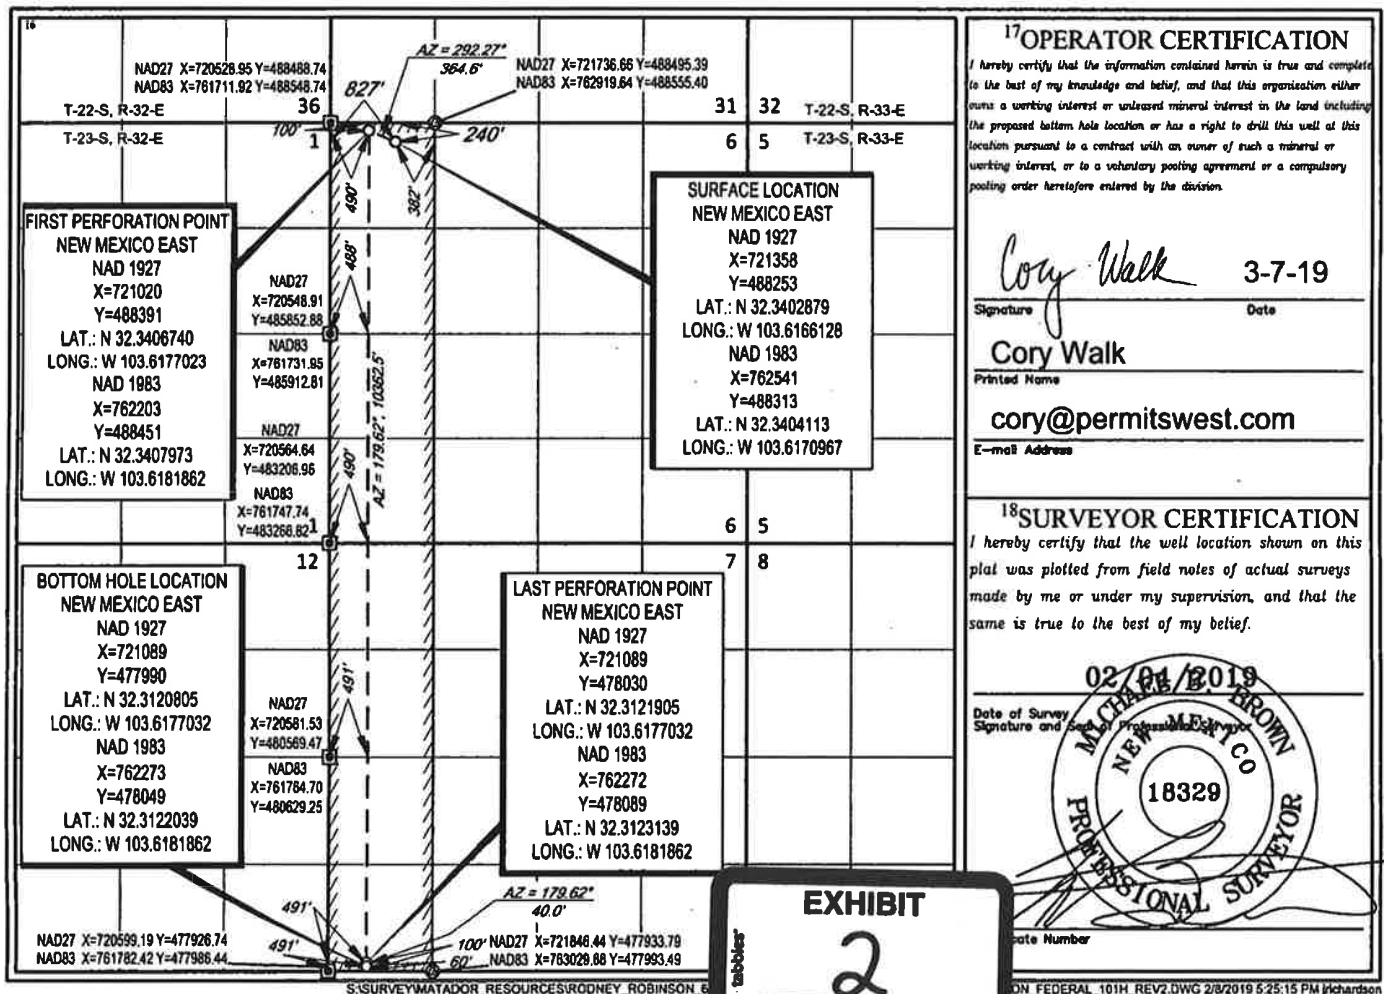 16
AZ = 292.27°
364.6'
NAD27 X=720528.95 Y=488488.74
NAD83 X=761711.92 Y=488548.74
827'
NAD27 X=721736.66 Y=488495.39
NAD83 X=762919.64 Y=488555.40
T-22-S, R-32-E
36
31 32
T-22-S, R-33-E
T-23-S, R-32-E
1
100'
240'
6 5
T-23-S, R-33-E
490'
382'
FIRST PERFORATION POINT
NEW MEXICO EAST
NAD 1927
X=721020
Y=488391
LAT.: N 32.3406740
LONG.: W 103.6177023
NAD 1983
X=762203
Y=488451
LAT.: N 32.3407973
LONG.: W 103.6181862
SURFACE LOCATION
NEW MEXICO EAST
NAD 1927
X=721358
Y=488253
LAT.: N 32.3402879
LONG.: W 103.6166128
NAD 1983
X=762541
Y=488313
LAT.: N 32.3404113
LONG.: W 103.6170967
488'
NAD27
X=720548.91
Y=485852.88
NAD83
X=761731.95
Y=485912.81
AZ = 179.62°, 10362.5'
NAD27
X=720564.64
Y=483206.96
NAD83
X=761747.74
Y=483266.82
490'
1
12
6 5
7 8
BOTTOM HOLE LOCATION
NEW MEXICO EAST
NAD 1927
X=721089
Y=477990
LAT.: N 32.3120805
LONG.: W 103.6177032
NAD 1983
X=762273
Y=478049
LAT.: N 32.3122039
LONG.: W 103.6181862
LAST PERFORATION POINT
NEW MEXICO EAST
NAD 1927
X=721089
Y=478030
LAT.: N 32.3121905
LONG.: W 103.6177032
NAD 1983
X=762272
Y=478089
LAT.: N 32.3123139
LONG.: W 103.6181862
491'
NAD27
X=720581.53
Y=480569.47
NAD83
X=761764.70
Y=480629.25
AZ = 179.62°
40.0'
491'
491'
100'
60'
NAD27 X=720599.19 Y=477926.74
NAD83 X=761782.42 Y=477986.44
NAD27 X=721846.44 Y=477933.79
NAD83 X=763029.68 Y=477993.49
S:\SURVEY\MATADOR_RESOURCES\RODNEY_ROBINSON_6
ON_FEDERAL_101H_REV2.DWG 2/8/2019 5:25:15 PM jrichardson
EXHIBIT
tabbies
2
17 OPERATOR CERTIFICATION
I hereby certify that the information contained herein is true and complete
to the best of my knowledge and belief, and that this organization either
owns a working interest or unleased mineral interest in the land including
the proposed bottom hole location or has a right to drill this well at this
location pursuant to a contract with an owner of such a mineral or
working interest, or to a voluntary pooling agreement or a compulsory
pooling order heretofore entered by the division.
Cory Walk
3-7-19
Signature
Date
Cory Walk
Printed Name
cory@permitswest.com
E-mail Address
18 SURVEYOR CERTIFICATION
I hereby certify that the well location shown on this
plat was plotted from field notes of actual surveys
made by me or under my supervision, and that the
same is true to the best of my belief.
02/04/2019
Date of Survey
Signature and Seal of Professional Surveyor
MICHAEL B. BROWN
NEW MEXICO
18329
PROFESSIONAL SURVEYOR
cate Number